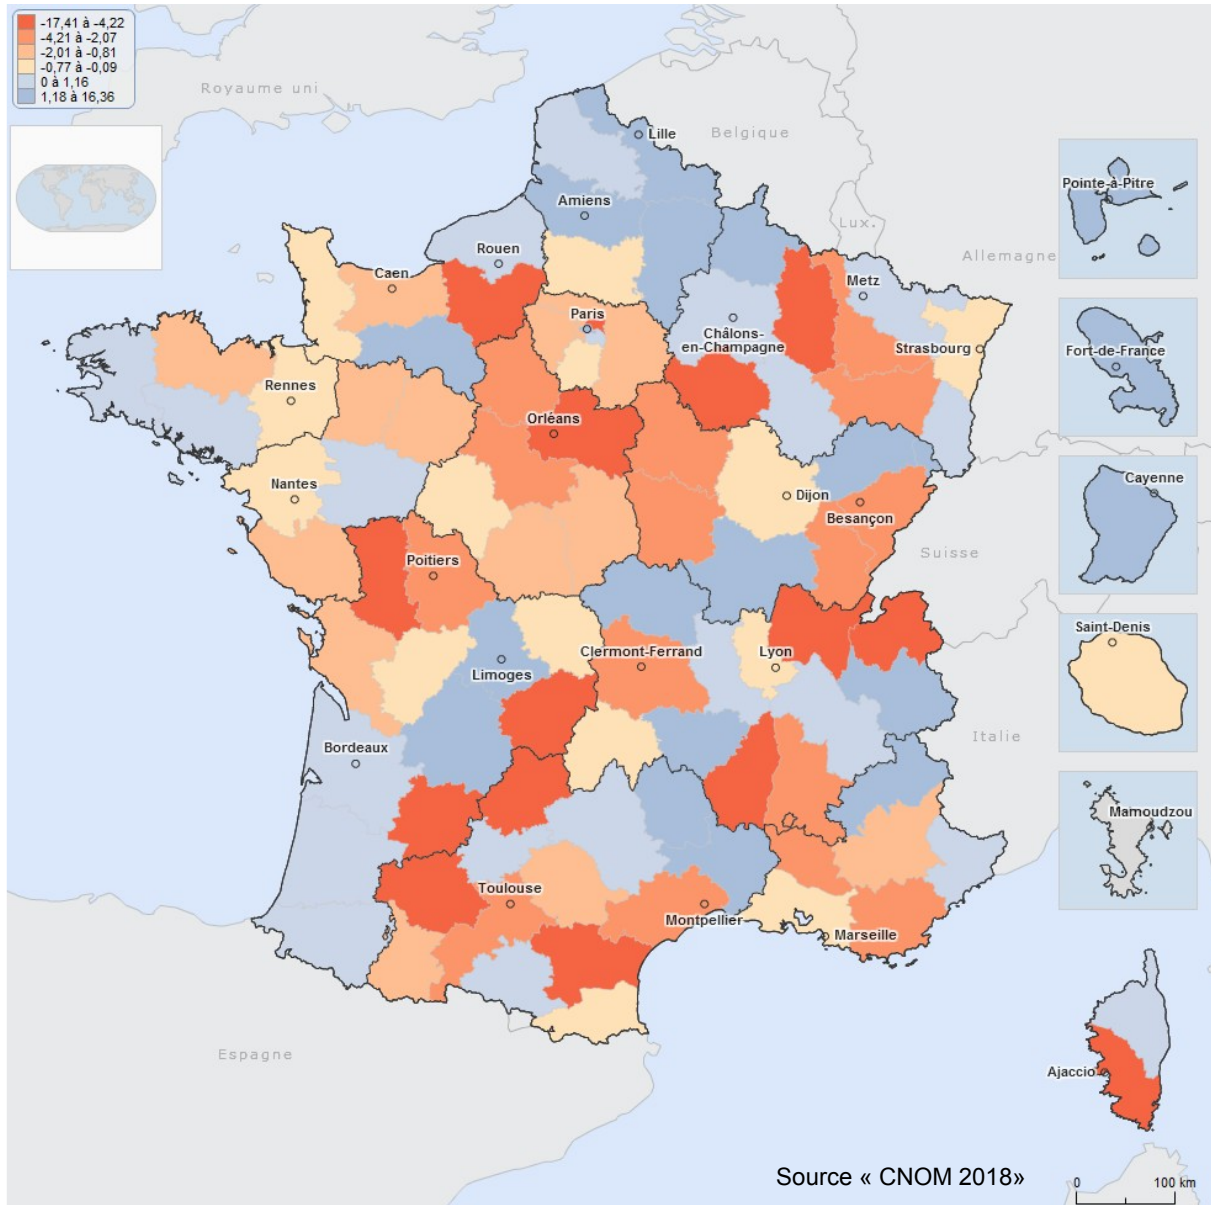 -17,41 à -4,22
-4,21 à -2,07
-2,01 à -0,81
-0,77 à -0,09
0 à 1,16
1,18 à 16,36
Royaume uni
Belgique
Lille
Pointe-à-Pitre
Amiens
Lux.
Allemagne
Rouen
Caen
Metz
Paris
Châlons-
en-Champagne
Strasbourg
Fort-de-France
Rennes
Orléans
Nantes
Dijon
Besançon
Cayenne
Suisse
Poitiers
Saint-Denis
Clermont-Ferrand
Lyon
Limoges
Italie
Bordeaux
Mamoudzou
Toulouse
Montpellier
Marseille
Espagne
Ajaccio
Source « CNOM 2018»
0 100 km